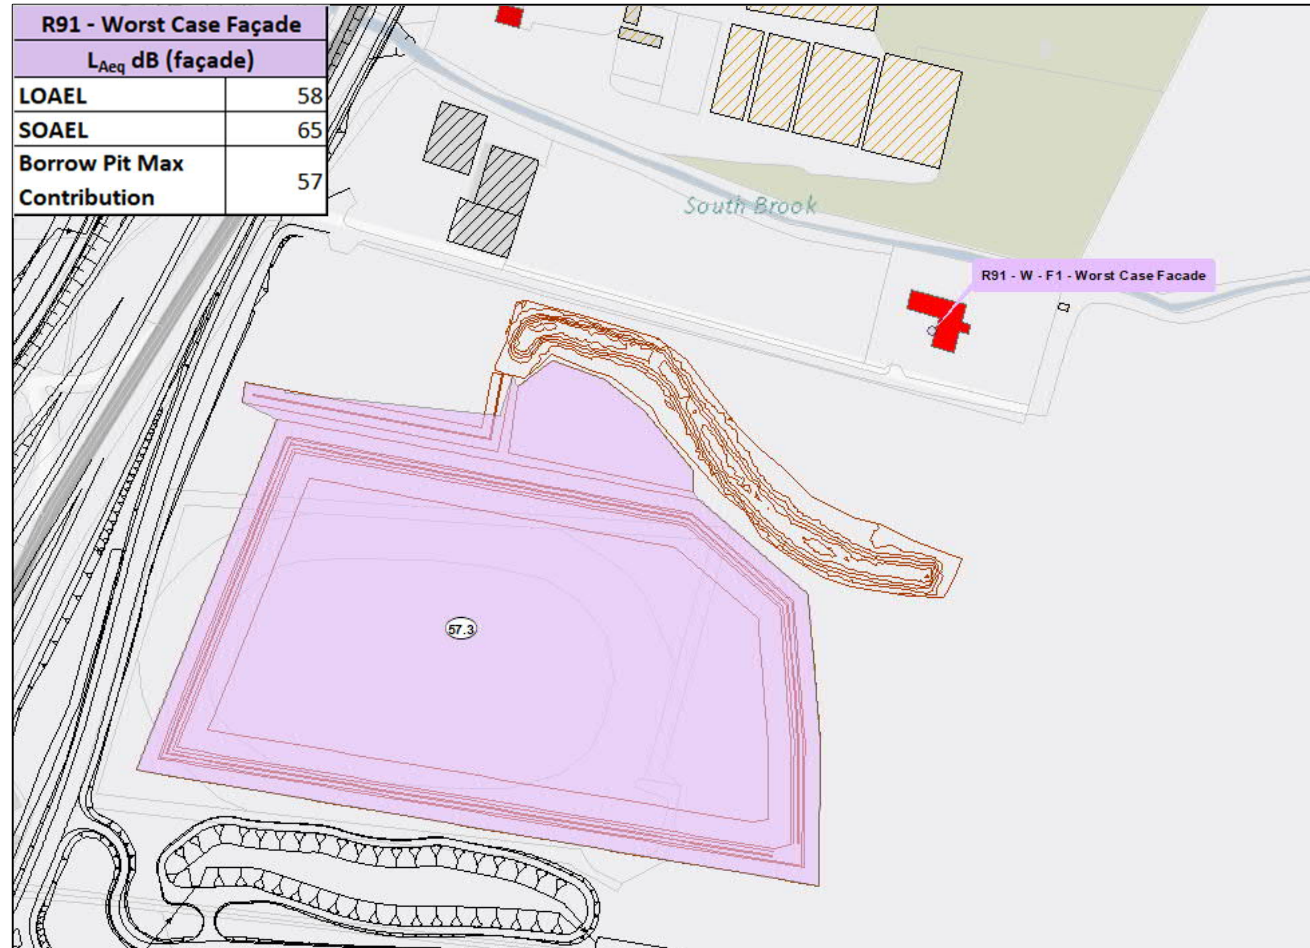 R91 - Worst Case Façade
LAeq dB (façade)
LOAEL 58
SOAEL 65
Borrow Pit Max
Contribution 57
South Brook
R91 - W - F1 - Worst Case Facade
57.3